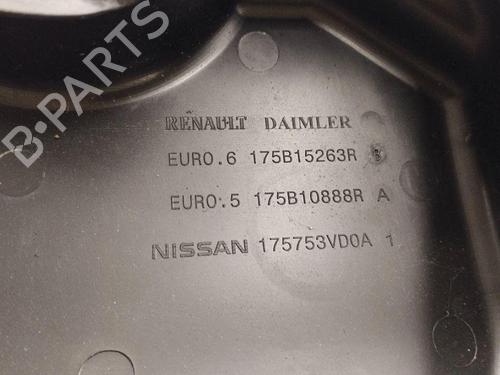 RENAULT DAIMLER
EURO.6 175B15263R
EURO.5 175B10888R A
NISSAN 175753VD0A 1
B-PARTS